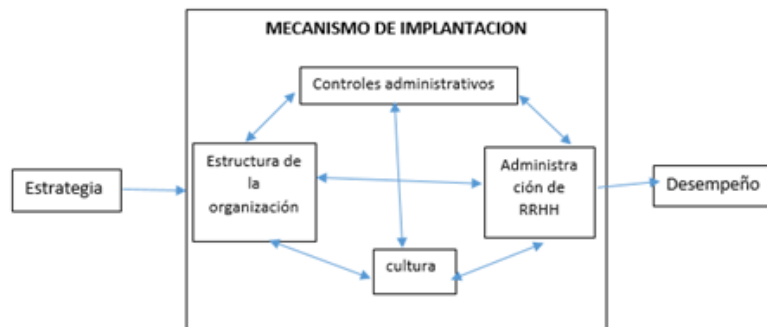 MECANISMO DE IMPLANTACION
Controles administrativos
Estrategia
Estructura de
la
organización
Administra
ción de
RRHH
Desempeño
cultura